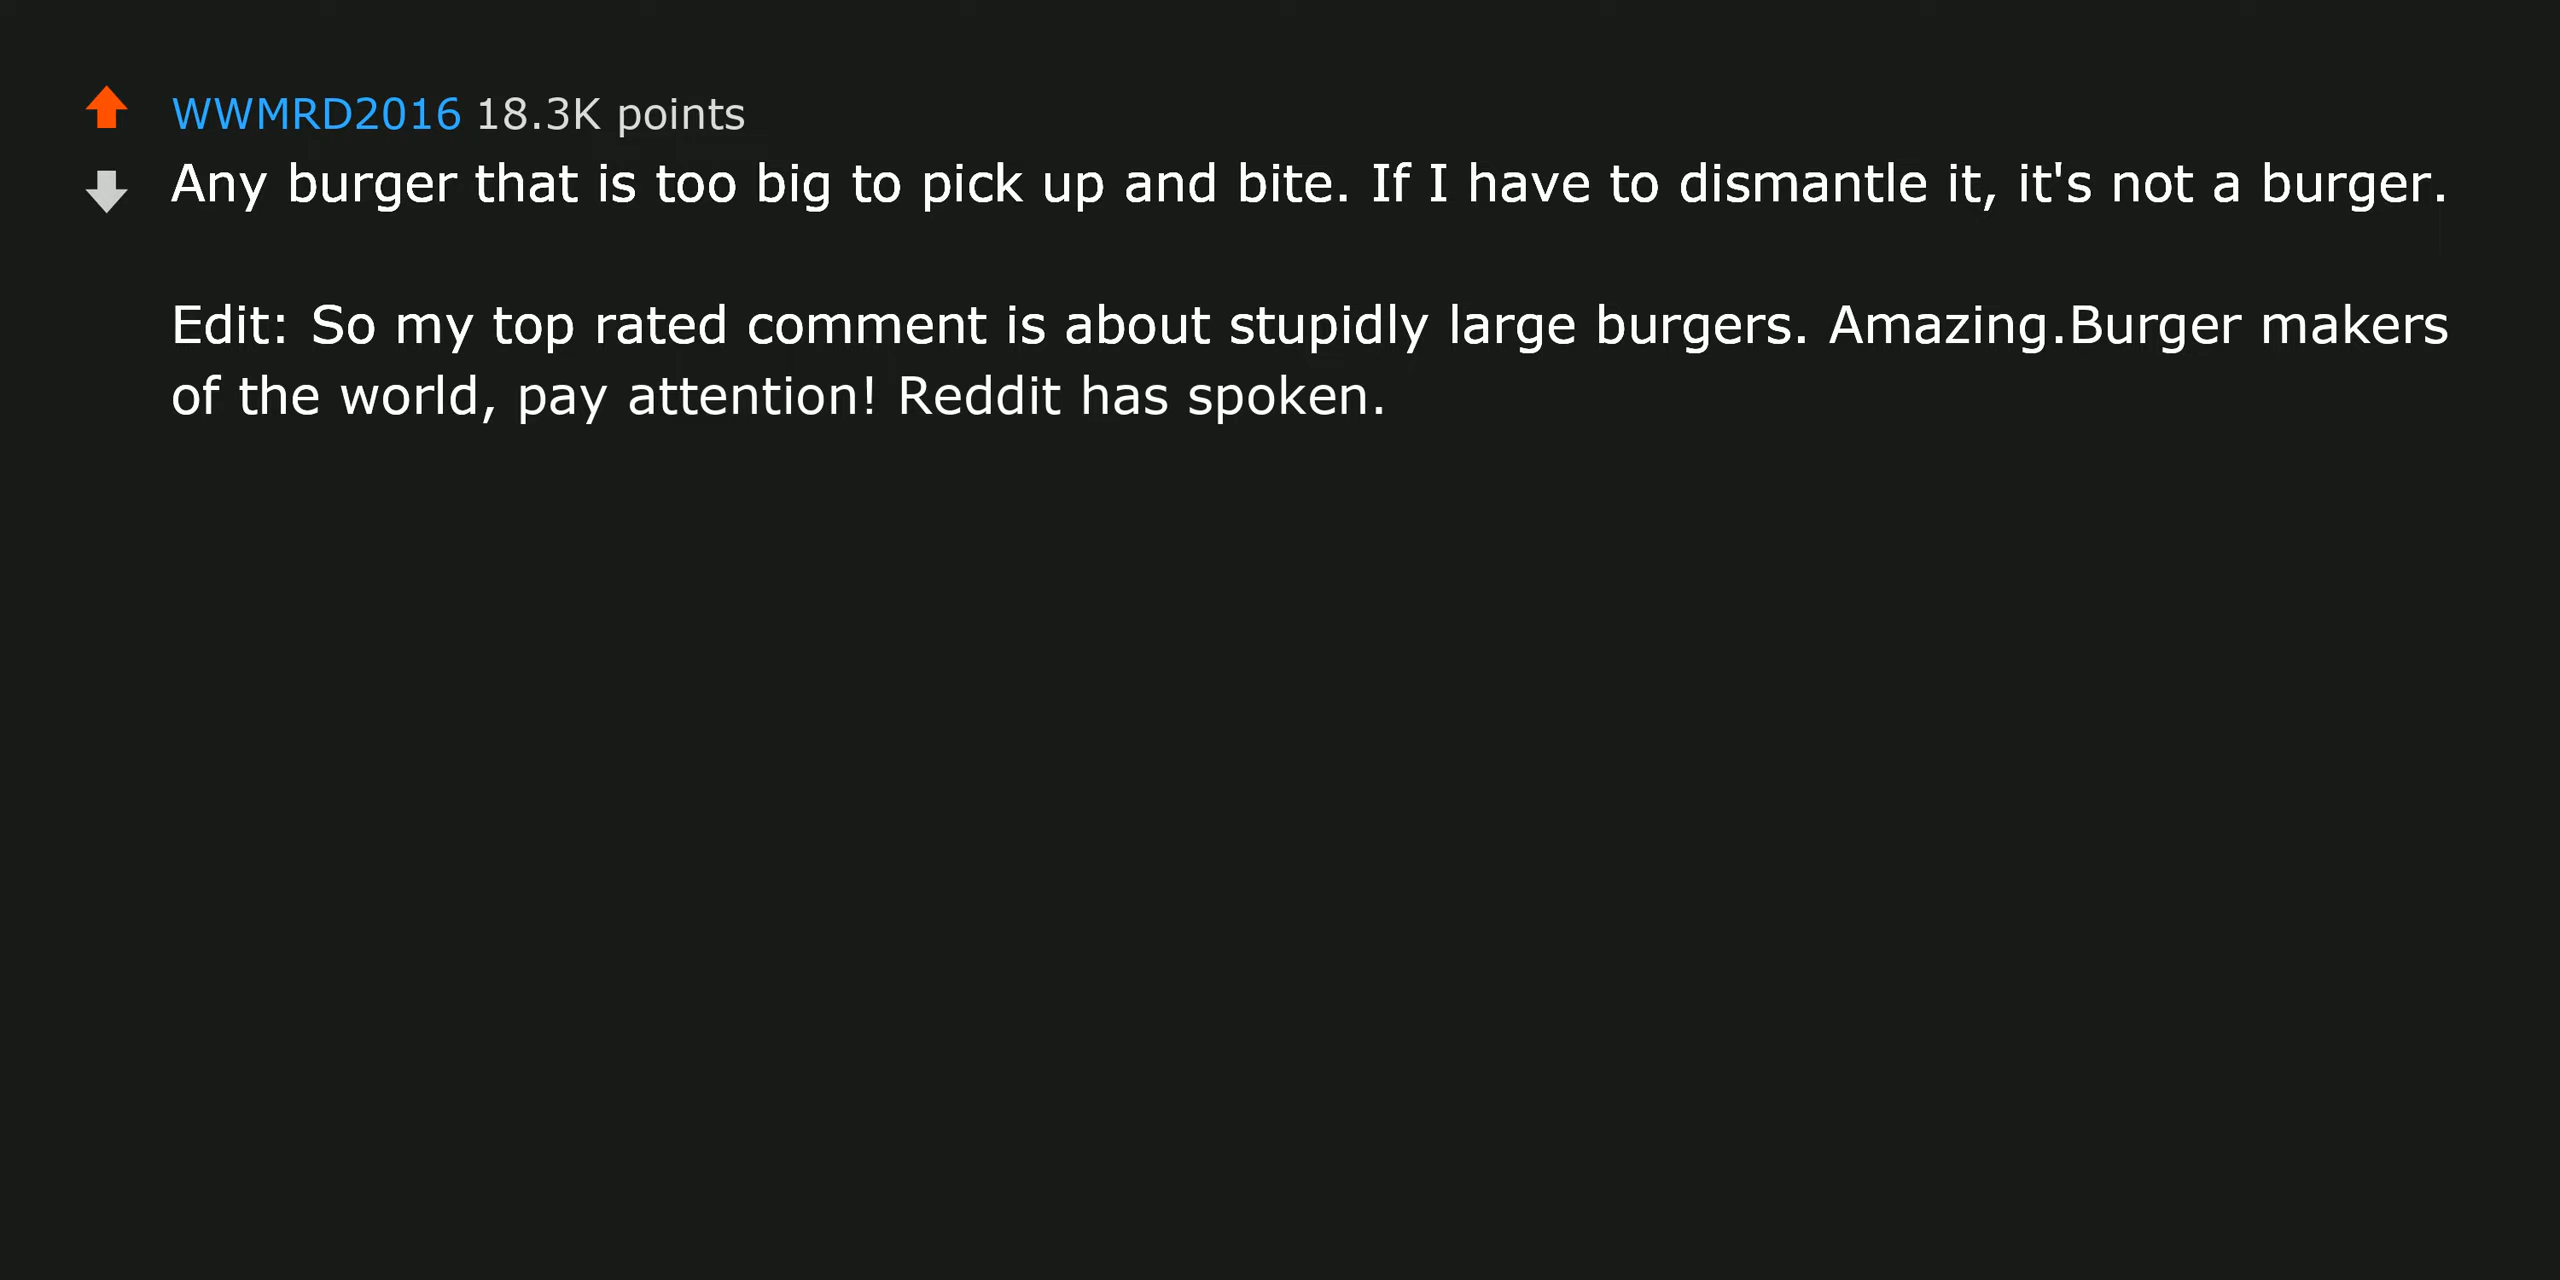 WWMRD2016 18.3K points
Any burger that is too big to pick up and bite. If I have to dismantle it, it's not a burger.
Edit: So my top rated comment is about stupidly large burgers. Amazing.Burger makers
of the world, pay attention! Reddit has spoken.